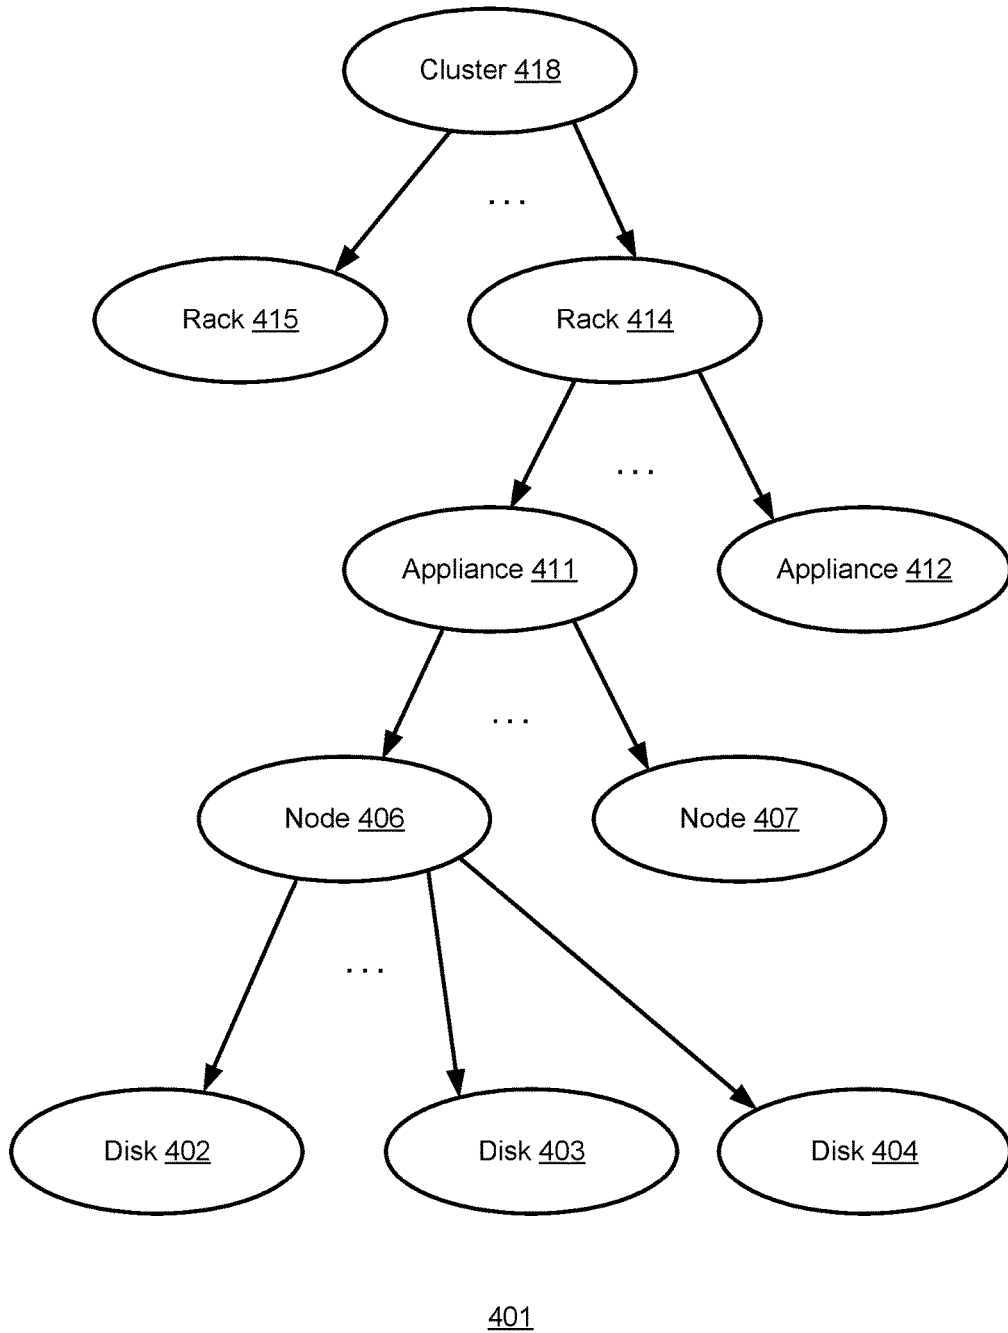 Cluster 418
...
Rack 415
Rack 414
...
Appliance 411
Appliance 412
...
Node 406
Node 407
...
Disk 402
Disk 403
Disk 404
401